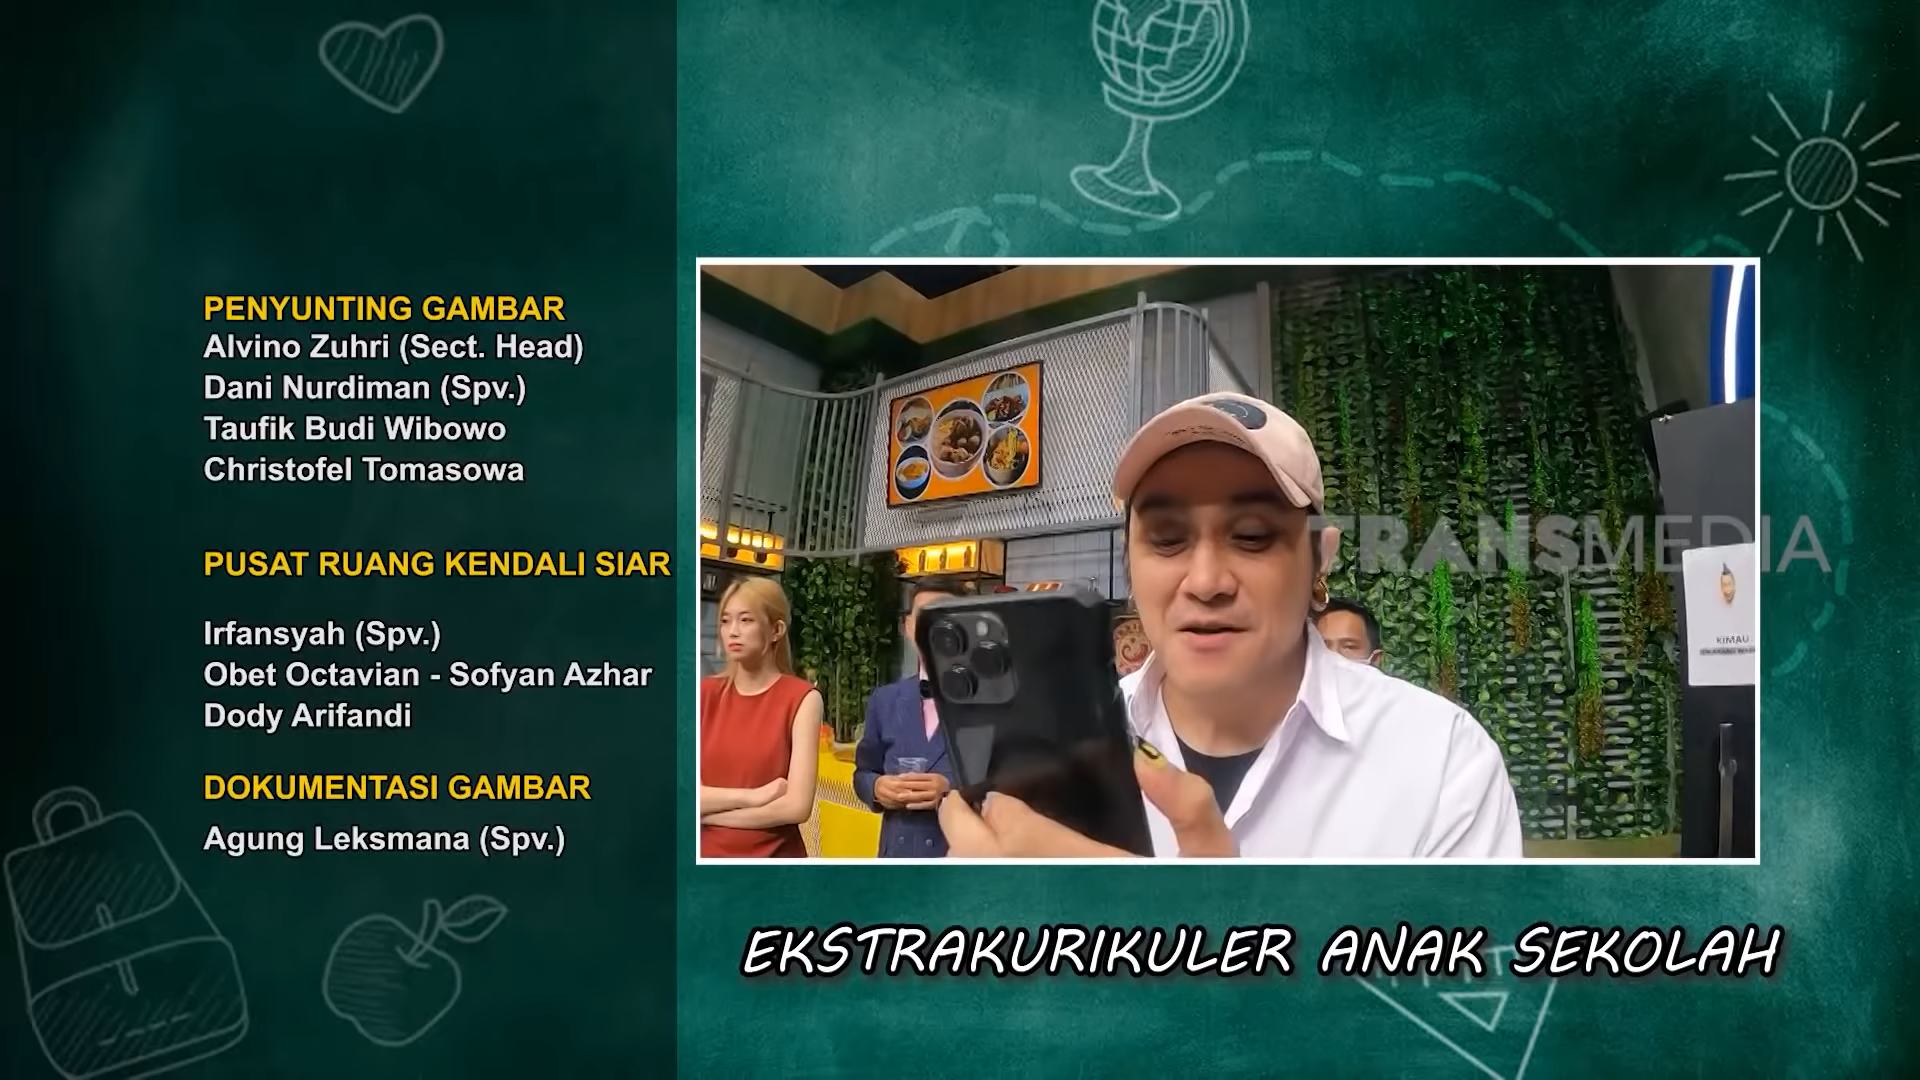 PENYUNTING GAMBAR
Alvino Zuhri (Sect. Head)
Dani Nurdiman (Spv.)
Taufik Budi Wibowo
Christofel Tomasowa
PUSAT RUANG KENDALI SIAR
Irfansyah (Spv.)
Obet Octavian - Sofyan Azhar
Dody Arifandi
DOKUMENTASI GAMBAR
Agung Leksmana (Spv.)
TRANSMEDIA
KIMAU
EKSTRAKURIKULER ANAK SEKOLAH